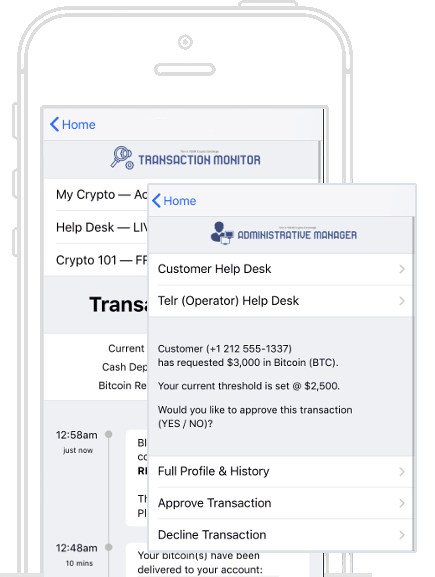 Home
TRANSACTION MONITOR
My Crypto — Ac
Help Desk — LIV
Crypto 101 — FR
Transa
Current
Cash Dep
Bitcoin Re
12:58am
just now
Bl
co
RI
Th
Pl
12:48am
10 mins
Your bitcoin(s) have been
delivered to your account:
Home
ADMINISTRATIVE MANAGER
Customer Help Desk
Telr (Operator) Help Desk
Customer (+1 212 555-1337)
has requested $3,000 in Bitcoin (BTC).
Your current threshold is set @ $2,500.
Would you like to approve this transaction
(YES / NO)?
Full Profile & History
Approve Transaction
Decline Transaction